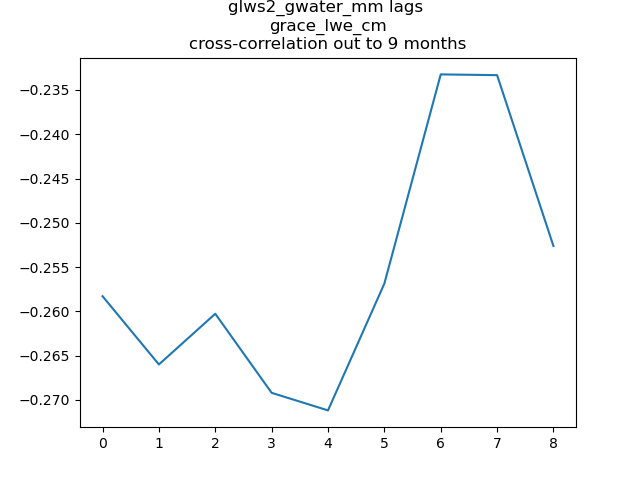 glws2_gwater_mm lags
grace_lwe_cm
cross-correlation out to 9 months
−0.235
−0.240
−0.245
−0.250
−0.255
−0.260
−0.265
−0.270
0 1 2 3 4 5 6 7 8